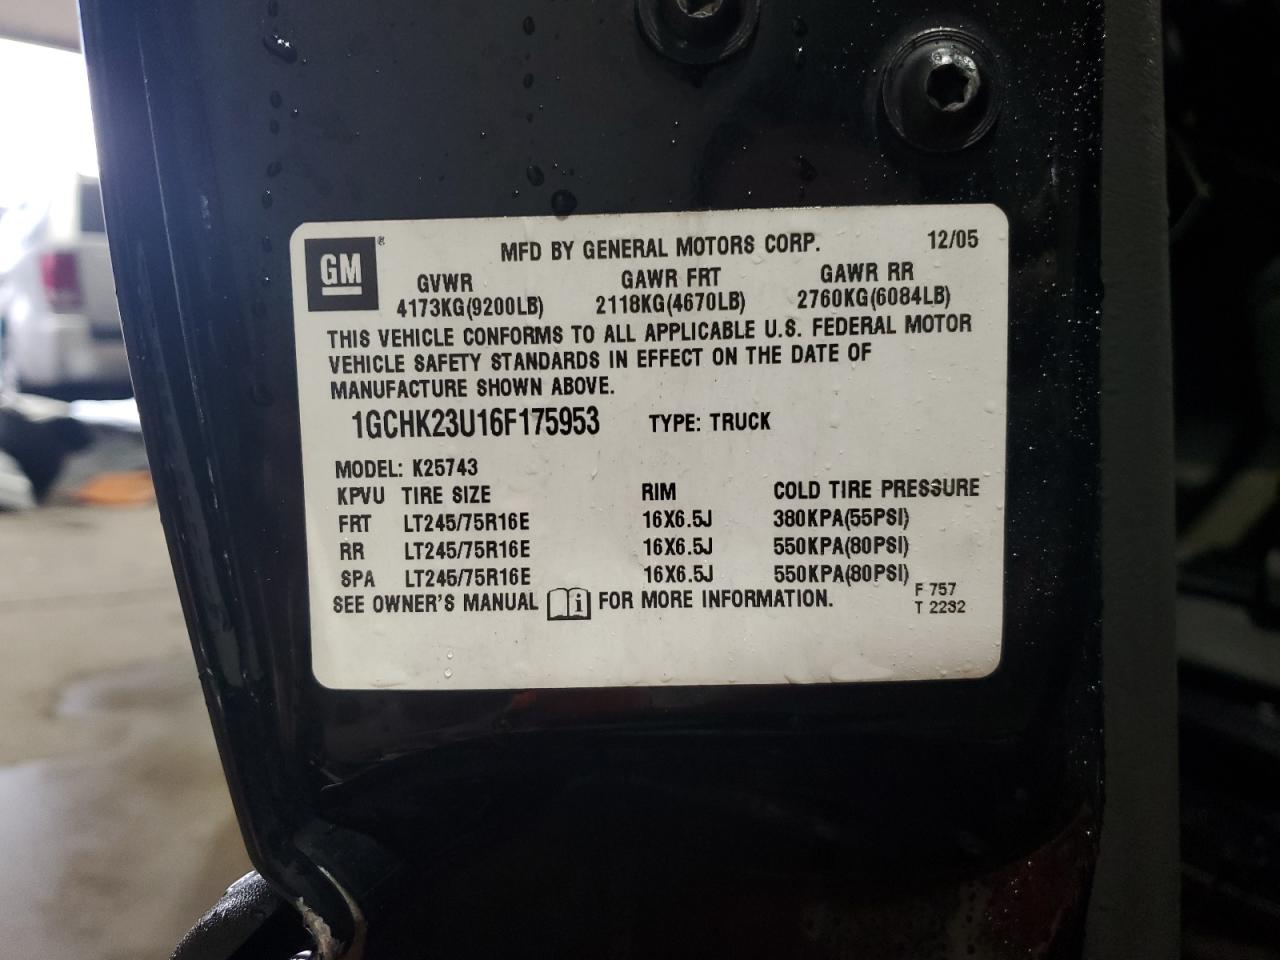 GM®
MFD BY GENERAL MOTORS CORP. 12/05
GVWR GAWR FRT GAWR RR
4173KG(9200LB) 2118KG(4670LB) 2760KG(6084LB)
THIS VEHICLE CONFORMS TO ALL APPLICABLE U.S. FEDERAL MOTOR
VEHICLE SAFETY STANDARDS IN EFFECT ON THE DATE OF
MANUFACTURE SHOWN ABOVE.
1GCHK23U16F175953 TYPE: TRUCK
MODEL: K25743
KPVU TIRE SIZE RIM COLD TIRE PRESSURE
FRT LT245/75R16E 16X6.5J 380KPA(55PSI)
RR LT245/75R16E 16X6.5J 550KPA(80PSI)
SPA LT245/75R16E 16X6.5J 550KPA(80PSI)
SEE OWNER'S MANUAL i FOR MORE INFORMATION. F 757
T 2232